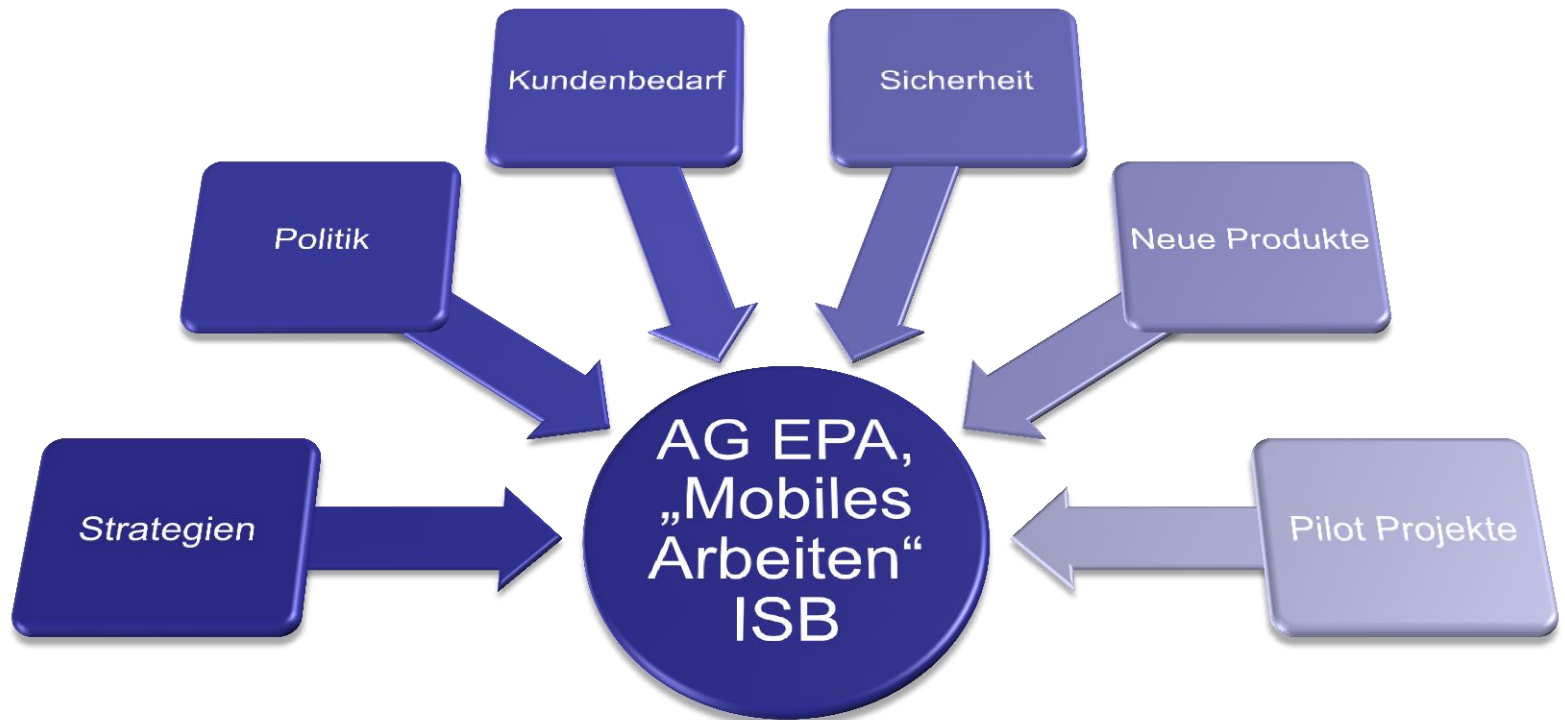 Kundenbedarf
Sicherheit
Politik
Neue Produkte
Strategien
AG EPA,
„Mobiles
Arbeiten“
ISB
Pilot Projekte